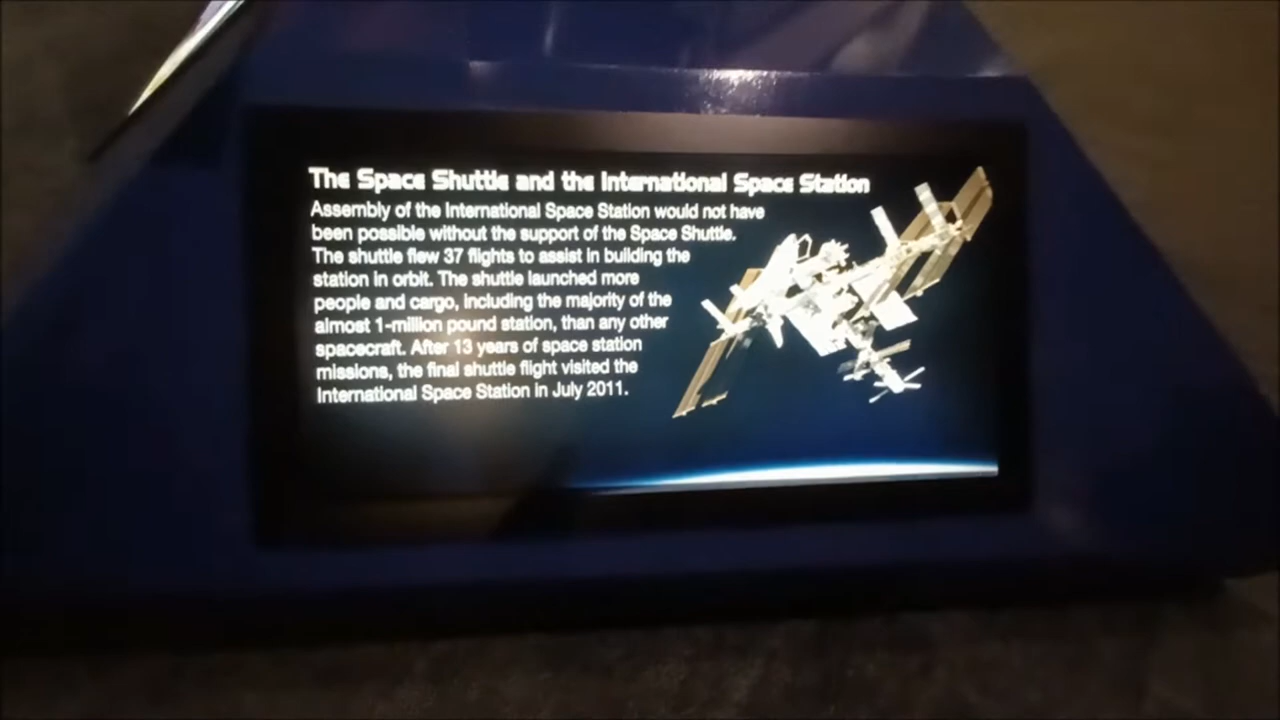 The Space Shuttle and the International Space Station
Assembly of the International Space Station would not have
been possible without the support of the Space Shuttle.
The shuttle flew 37 flights to assist in building the
station in orbit. The shuttle launched more
people and cargo, including the majority of the
almost 1-million pound station, than any other
spacecraft. After 13 years of space station
missions, the final shuttle flight visited the
International Space Station in July 2011.